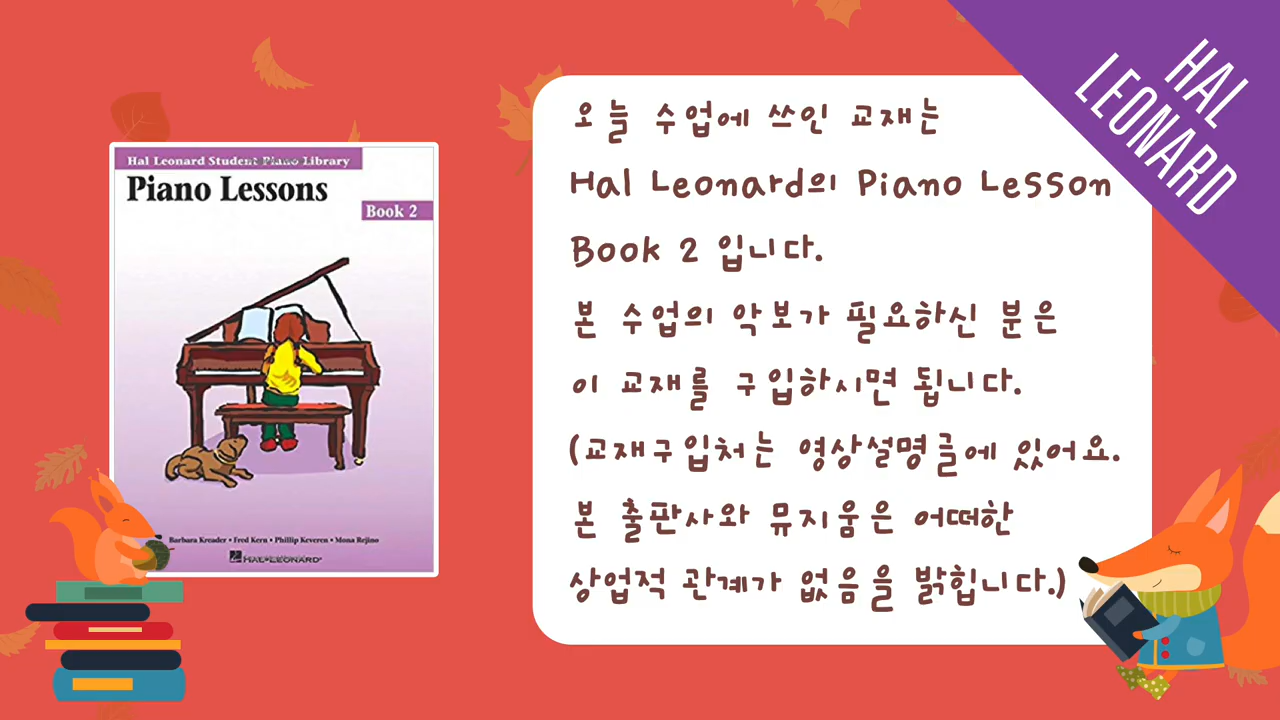 Hal Leonard Student Piano Library
Piano Lessons
Book 2
Barbara Kreader • Fred Kern • Phillip Keveren • Mona Rejino
HAL•LEONARD®
오늘 수업에 쓰인 교재는
Hal Leonard의 Piano Lesson
Book 2 입니다.
본 수업의 악보가 필요하신 분은
이 교재를 구입하시면 됩니다.
(교재구입처는 영상설명글에 있어요.
본 출판사와 뮤지움은 어떠한
상업적 관계가 없음을 밝힙니다.)
HAL
LEONARD